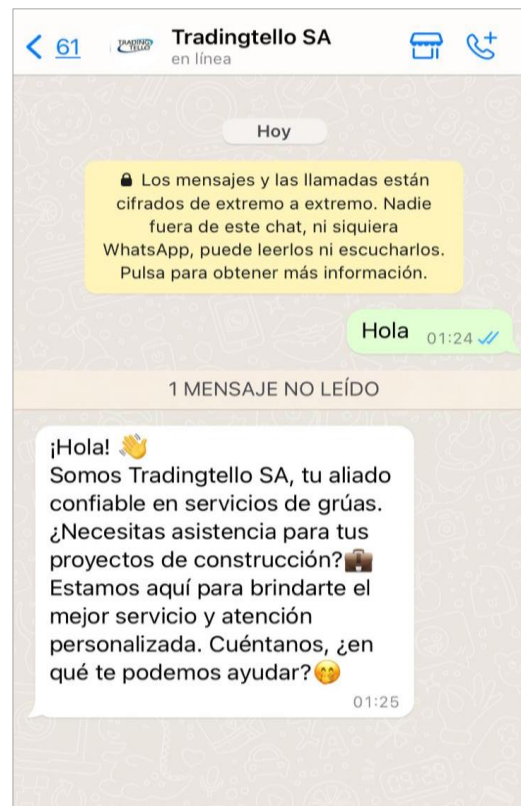 61
TRADING
TELLO
Tradingtello SA
en línea
Hoy
Los mensajes y las llamadas están
cifrados de extremo a extremo. Nadie
fuera de este chat, ni siquiera
WhatsApp, puede leerlos ni escucharlos.
Pulsa para obtener más información.
Hola 01:24
1 MENSAJE NO LEÍDO
¡Hola! 👋
Somos Tradingtello SA, tu aliado
confiable en servicios de grúas.
¿Necesitas asistencia para tus
proyectos de construcción?💼
Estamos aquí para brindarte el
mejor servicio y atención
personalizada. Cuéntanos, ¿en
qué te podemos ayudar?🤭
01:25